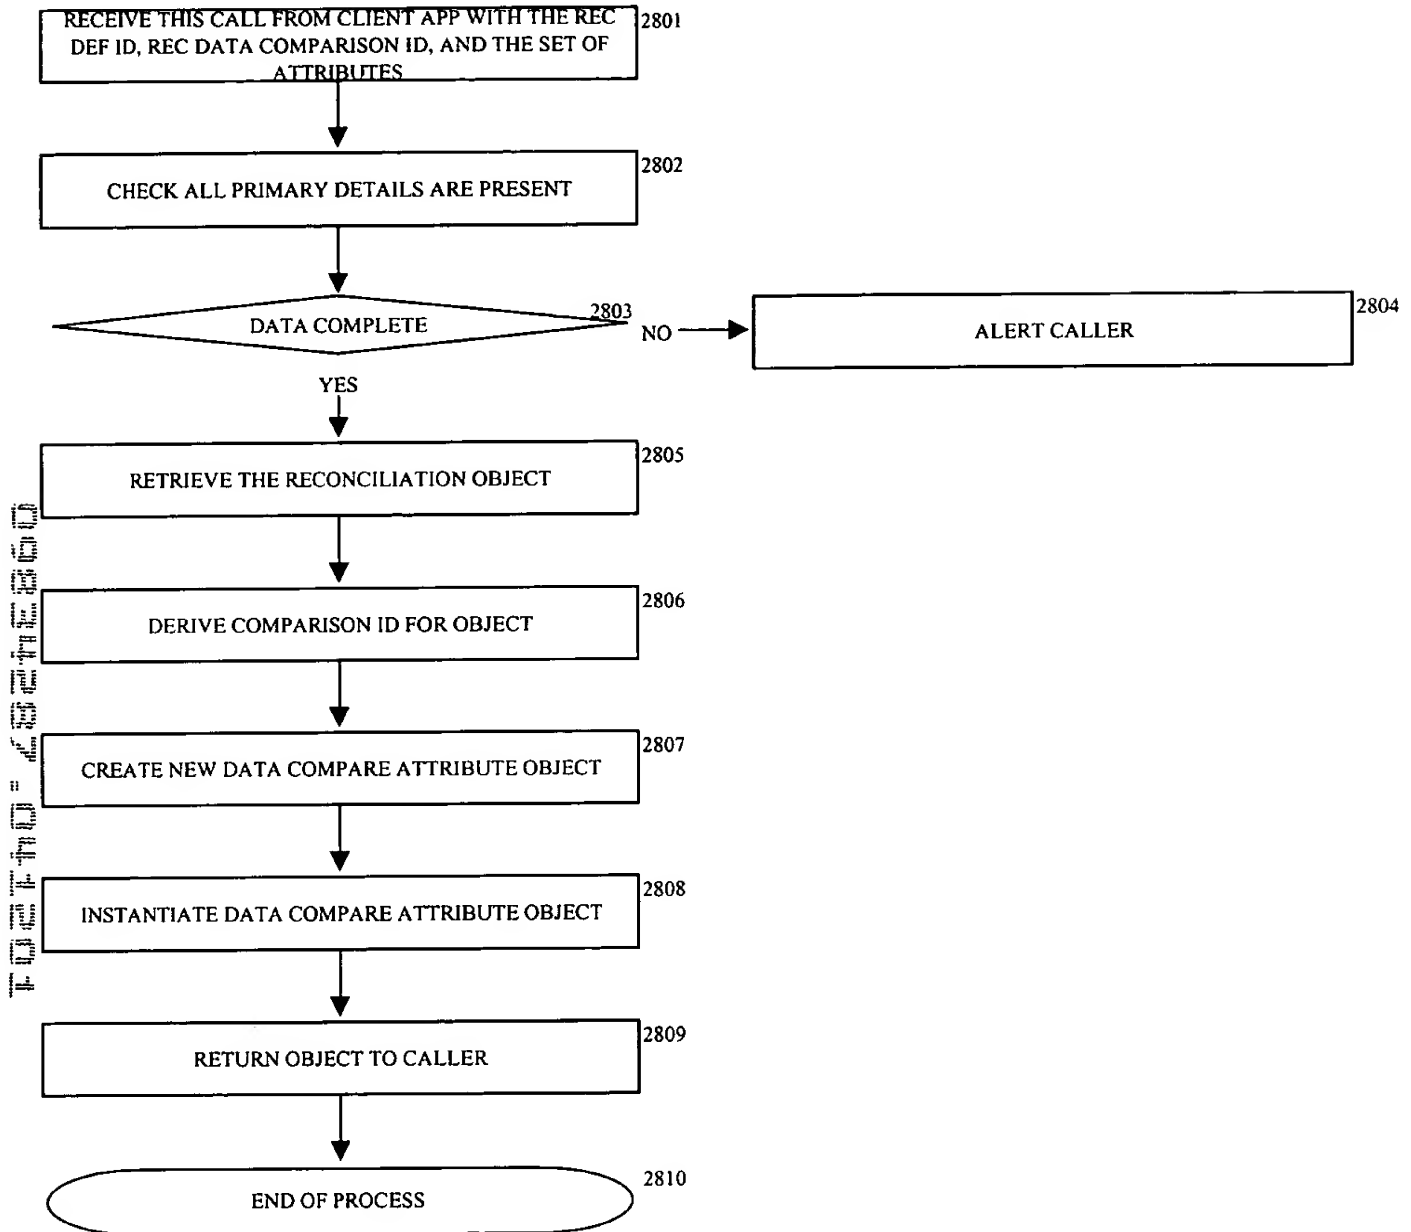 RECEIVE THIS CALL FROM CLIENT APP WITH THE REC
DEF ID, REC DATA COMPARISON ID, AND THE SET OF
ATTRIBUTES
2801
CHECK ALL PRIMARY DETAILS ARE PRESENT
2802
DATA COMPLETE
2803
NO
ALERT CALLER
2804
YES
RETRIEVE THE RECONCILIATION OBJECT
2805
DERIVE COMPARISON ID FOR OBJECT
2806
CREATE NEW DATA COMPARE ATTRIBUTE OBJECT
2807
INSTANTIATE DATA COMPARE ATTRIBUTE OBJECT
2808
RETURN OBJECT TO CALLER
2809
END OF PROCESS
2810